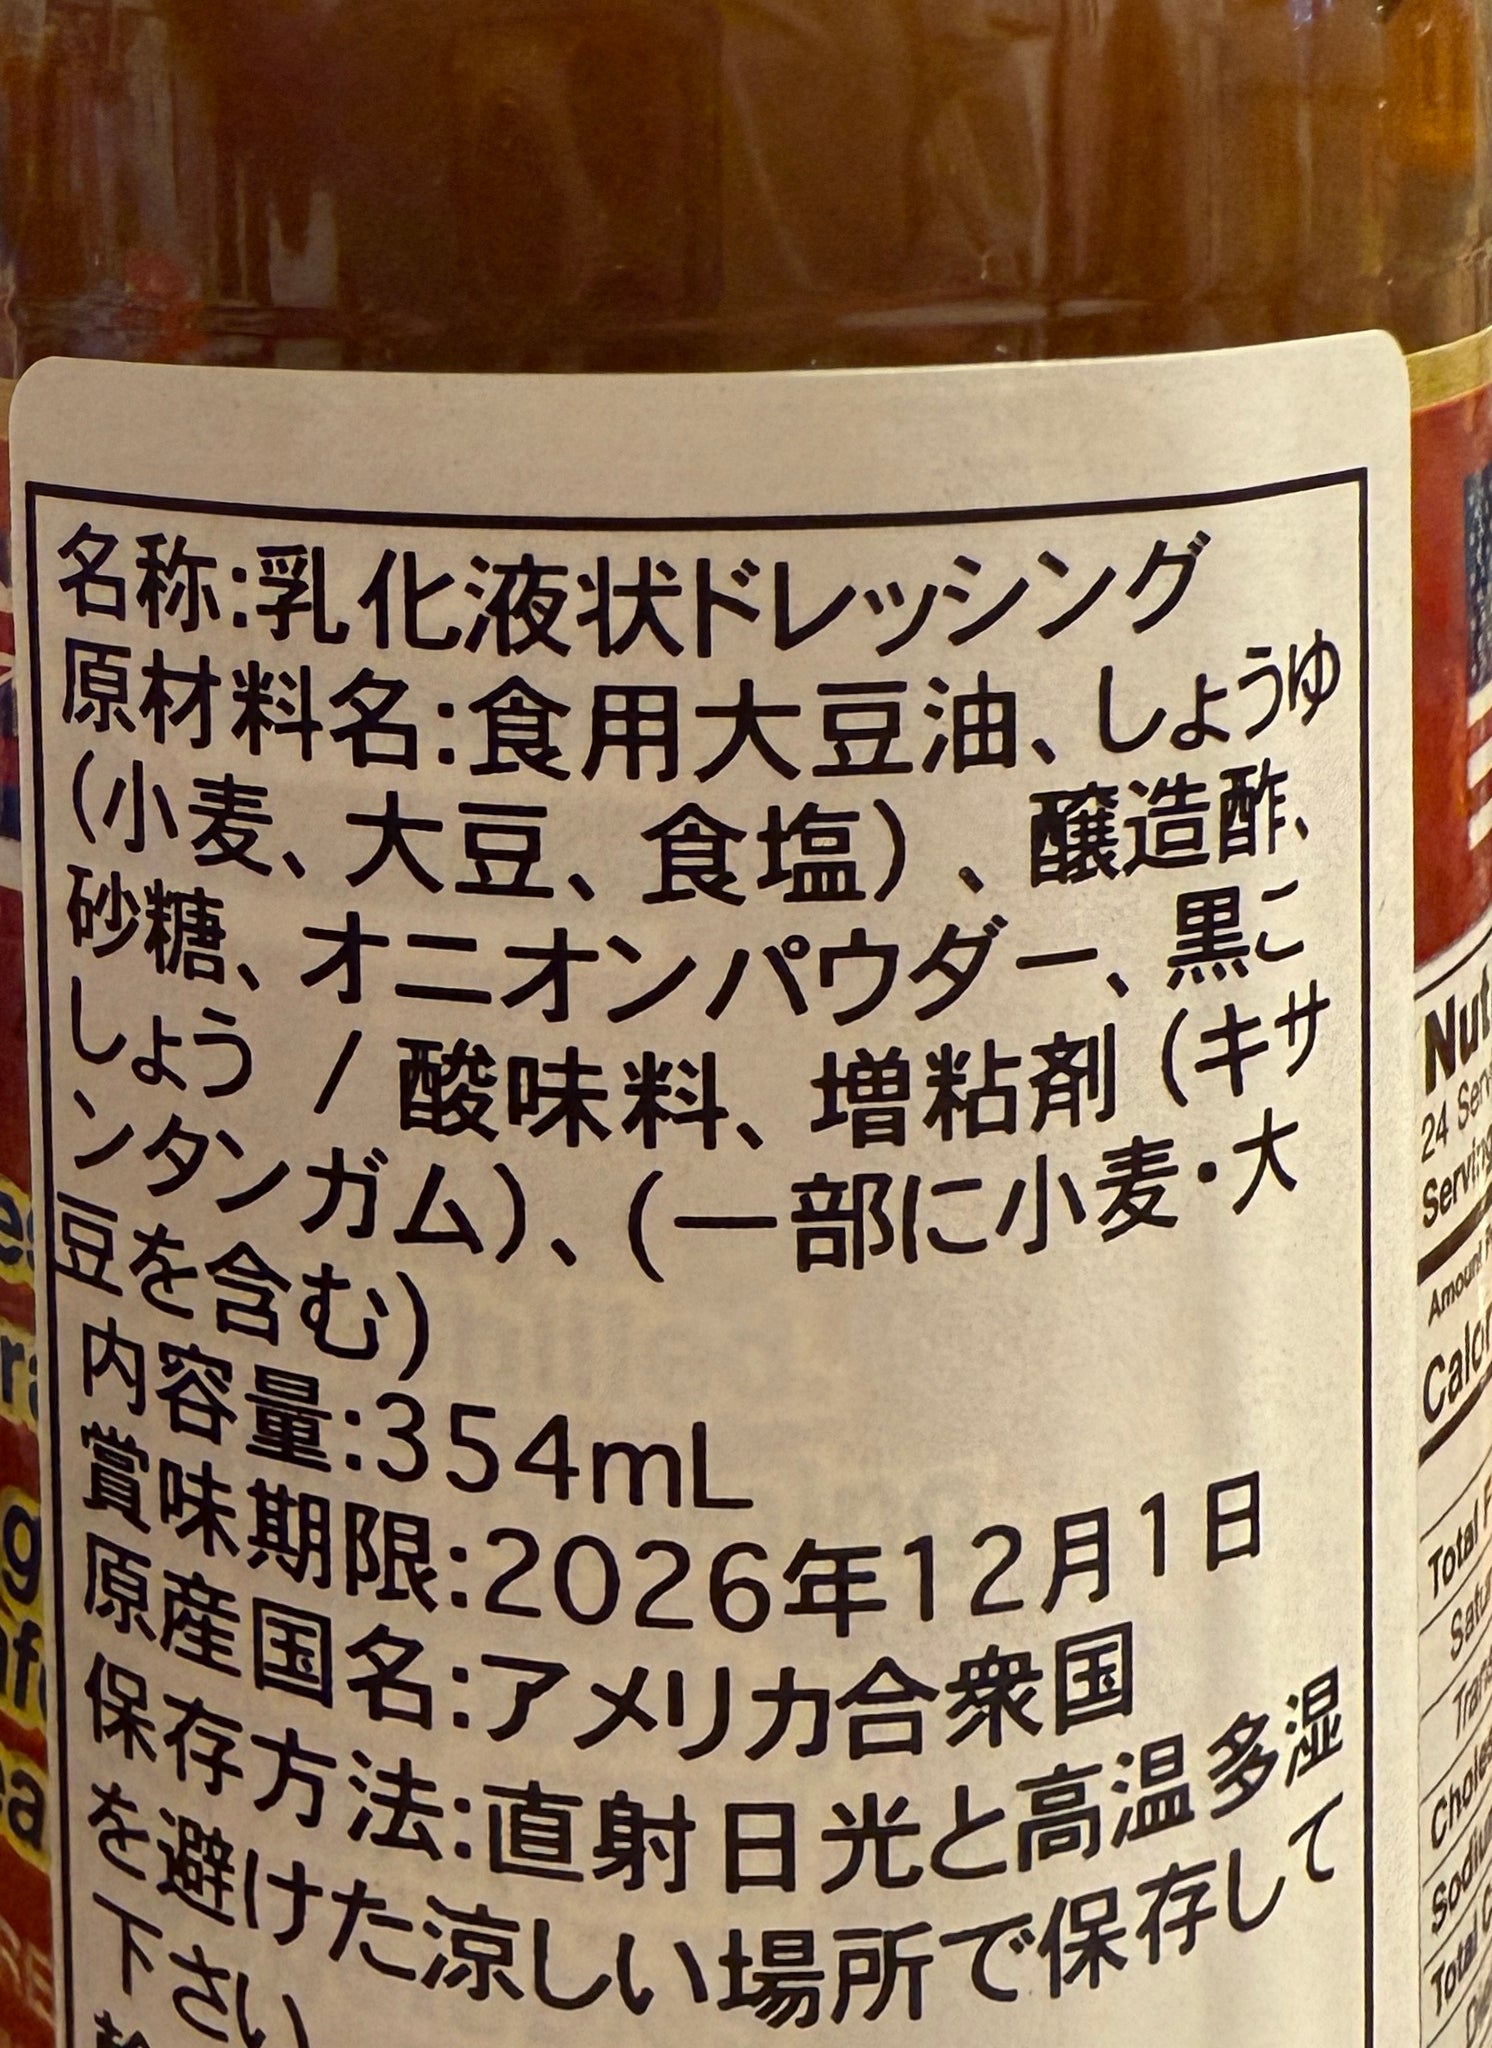 名称:乳化液状ドレッシング
原材料名:食用大豆油、しょうゆ
(小麦、大豆、食塩)、醸造酢、
砂糖、オニオンパウダー、黒こ
しょう / 酸味料、増粘剤(キサ
ンタンガム)、(一部に小麦・大
豆を含む)
内容量:354mL
賞味期限:2026年12月1日
原産国名:アメリカ合衆国
保存方法:直射日光と高温多湿
を避けた涼しい場所で保存して
下さい
24